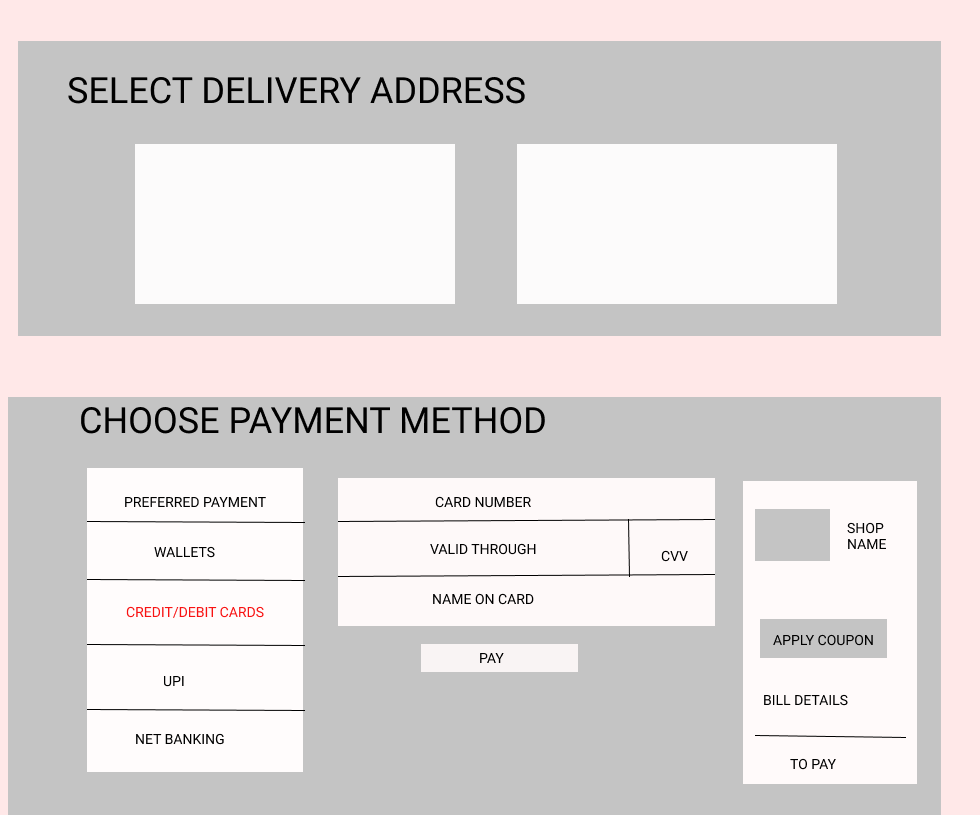 SELECT DELIVERY ADDRESS
CHOOSE PAYMENT METHOD
PREFERRED PAYMENT
WALLETS
CREDIT/DEBIT CARDS
UPI
NET BANKING
CARD NUMBER
VALID THROUGH
CVV
NAME ON CARD
PAY
SHOP
NAME
APPLY COUPON
BILL DETAILS
TO PAY